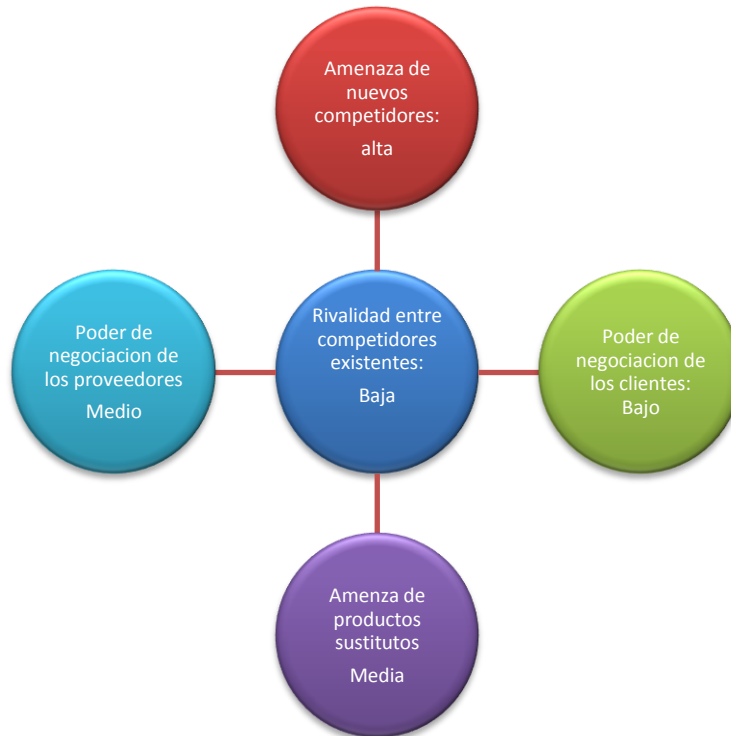 Amenaza de
nuevos
competidores:
alta
Poder de
negociacion de
los proveedores
Medio
Rivalidad entre
competidores
existentes:
Baja
Poder de
negociacion de
los clientes:
Bajo
Amenza de
productos
sustitutos
Media